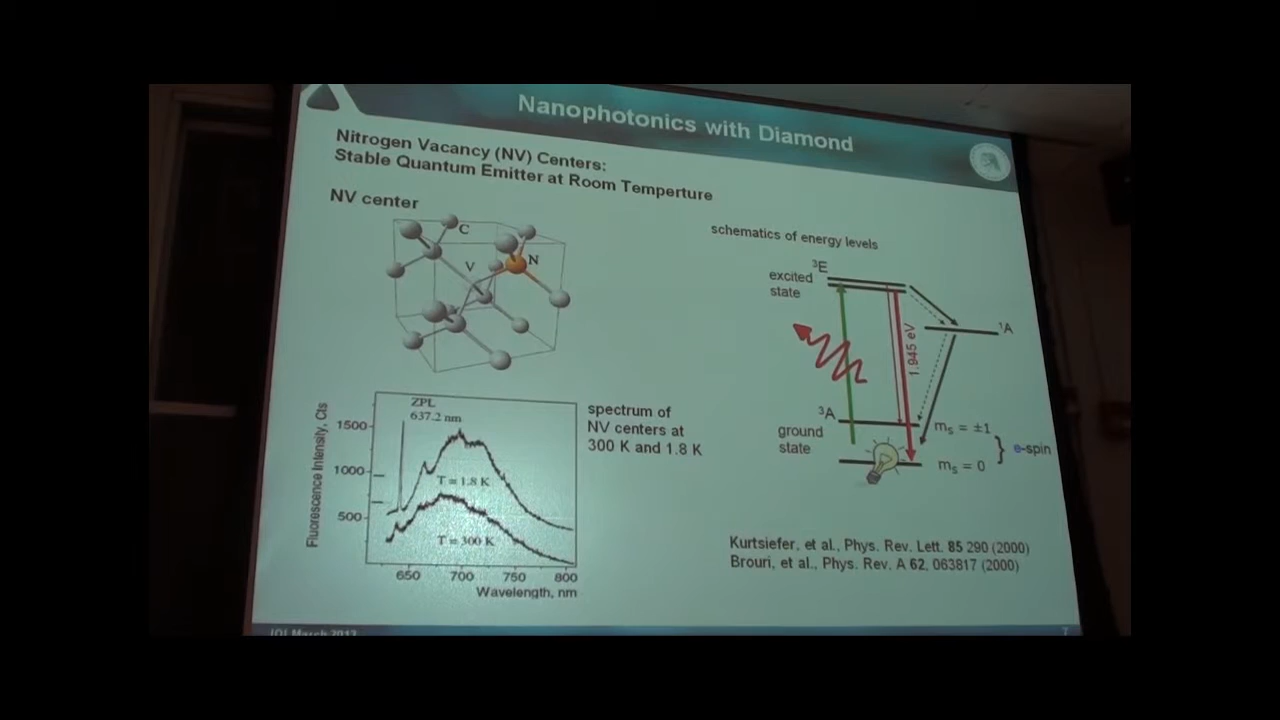 Nanophotonics with Diamond
Nitrogen Vacancy (NV) Centers:
Stable Quantum Emitter at Room Temperture
NV center
C
V
N
schematics of energy levels
³E
excited
state
¹A
1.945 eV
³A
ground
state
mₛ = ±1
mₛ = 0
e-spin
ZPL
637.2 nm
T = 1.8 K
T = 300 K
Fluorescence Intensity, Cts
1500
1000
500
650 700 750 800
Wavelength, nm
spectrum of
NV centers at
300 K and 1.8 K
Kurtsiefer, et al., Phys. Rev. Lett. 85 290 (2000)
Brouri, et al., Phys. Rev. A 62, 063817 (2000)
March 2013
7